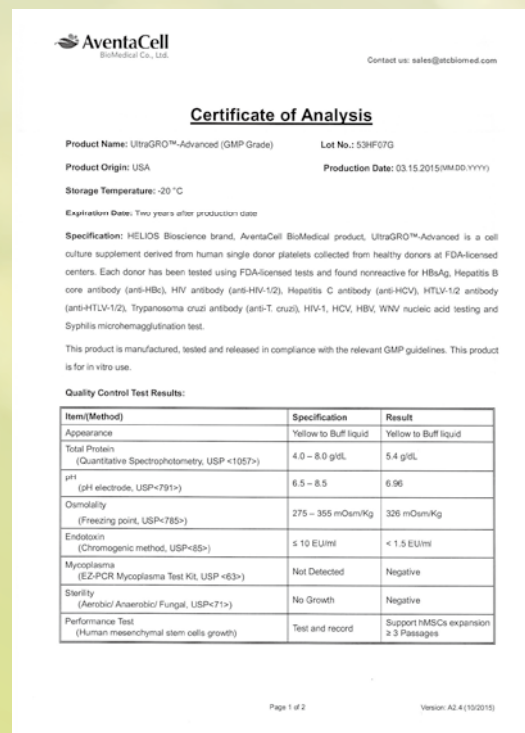 AventaCell
BioMedical Co., Ltd.
Contact us: sales@atcbiomed.com
Certificate of Analysis
Product Name: UltraGRO™-Advanced (GMP Grade) Lot No.: 53HF07G
Product Origin: USA Production Date: 03.15.2015(MM.DD.YYYY)
Storage Temperature: -20 °C
Expiration Date: Two years after production date
Specification: HELIOS Bioscience brand, AventaCell BioMedical product, UltraGRO™-Advanced is a cell
culture supplement derived from human single donor platelets collected from healthy donors at FDA-licensed
centers. Each donor has been tested using FDA-licensed tests and found nonreactive for HBsAg, Hepatitis B
core antibody (anti-HBc), HIV antibody (anti-HIV-1/2), Hepatitis C antibody (anti-HCV), HTLV-1/2 antibody
(anti-HTLV-1/2), Trypanosoma cruzi antibody (anti-T. cruzi), HIV-1, HCV, HBV, WNV nucleic acid testing and
Syphilis microhemagglutination test.
This product is manufactured, tested and released in compliance with the relevant GMP guidelines. This product
is for in vitro use.
Quality Control Test Results:
Item/(Method) Specification Result
Appearance Yellow to Buff liquid Yellow to Buff liquid
Total Protein
(Quantitative Spectrophotometry, USP <1057>) 4.0 – 8.0 g/dL 5.4 g/dL
pH
(pH electrode, USP<791>) 6.5 – 8.5 6.96
Osmolality
(Freezing point, USP<785>) 275 – 355 mOsm/Kg 326 mOsm/Kg
Endotoxin
(Chromogenic method, USP<85>) ≤ 10 EU/ml < 1.5 EU/ml
Mycoplasma
(EZ-PCR Mycoplasma Test Kit, USP <63>) Not Detected Negative
Sterility
(Aerobic/ Anaerobic/ Fungal, USP<71>) No Growth Negative
Performance Test
(Human mesenchymal stem cells growth) Test and record Support hMSCs expansion
≥ 3 Passages
Page 1 of 2
Version: A2.4 (10/2015)